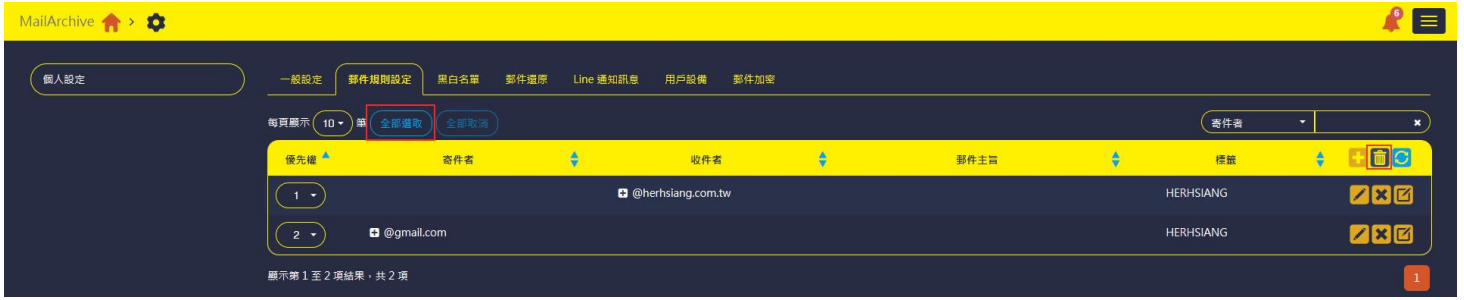 MailArchive
6
個人設定
一般設定 郵件規則設定 黑白名單 郵件還原 Line 通知訊息 用戶設備 郵件加密
每頁顯示 10 筆 全部選取 全部取消 寄件者
優先權 寄件者 收件者 郵件主旨 標籤
1 @herhsiang.com.tw HERHSIANG
2 @gmail.com HERHSIANG
顯示第 1 至 2 項結果，共 2 項 1